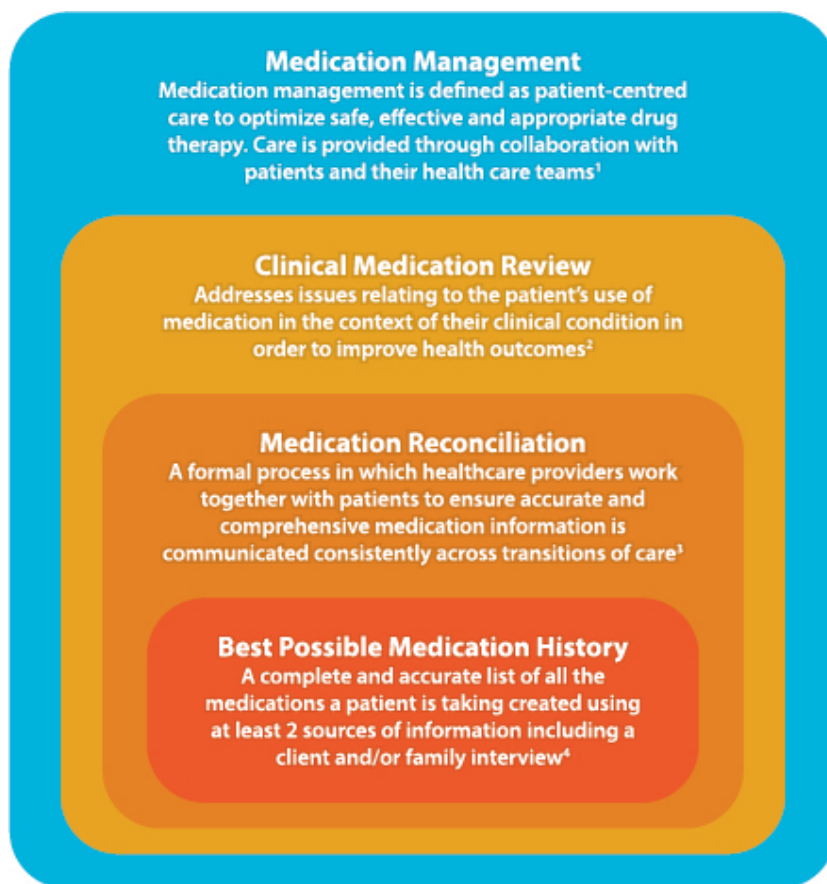 Medication Management
Medication management is defined as patient-centred
care to optimize safe, effective and appropriate drug
therapy. Care is provided through collaboration with
patients and their health care teams¹
Clinical Medication Review
Addresses issues relating to the patient's use of
medication in the context of their clinical condition in
order to improve health outcomes²
Medication Reconciliation
A formal process in which healthcare providers work
together with patients to ensure accurate and
comprehensive medication information is
communicated consistently across transitions of care³
Best Possible Medication History
A complete and accurate list of all the
medications a patient is taking created using
at least 2 sources of information including a
client and/or family interview⁴